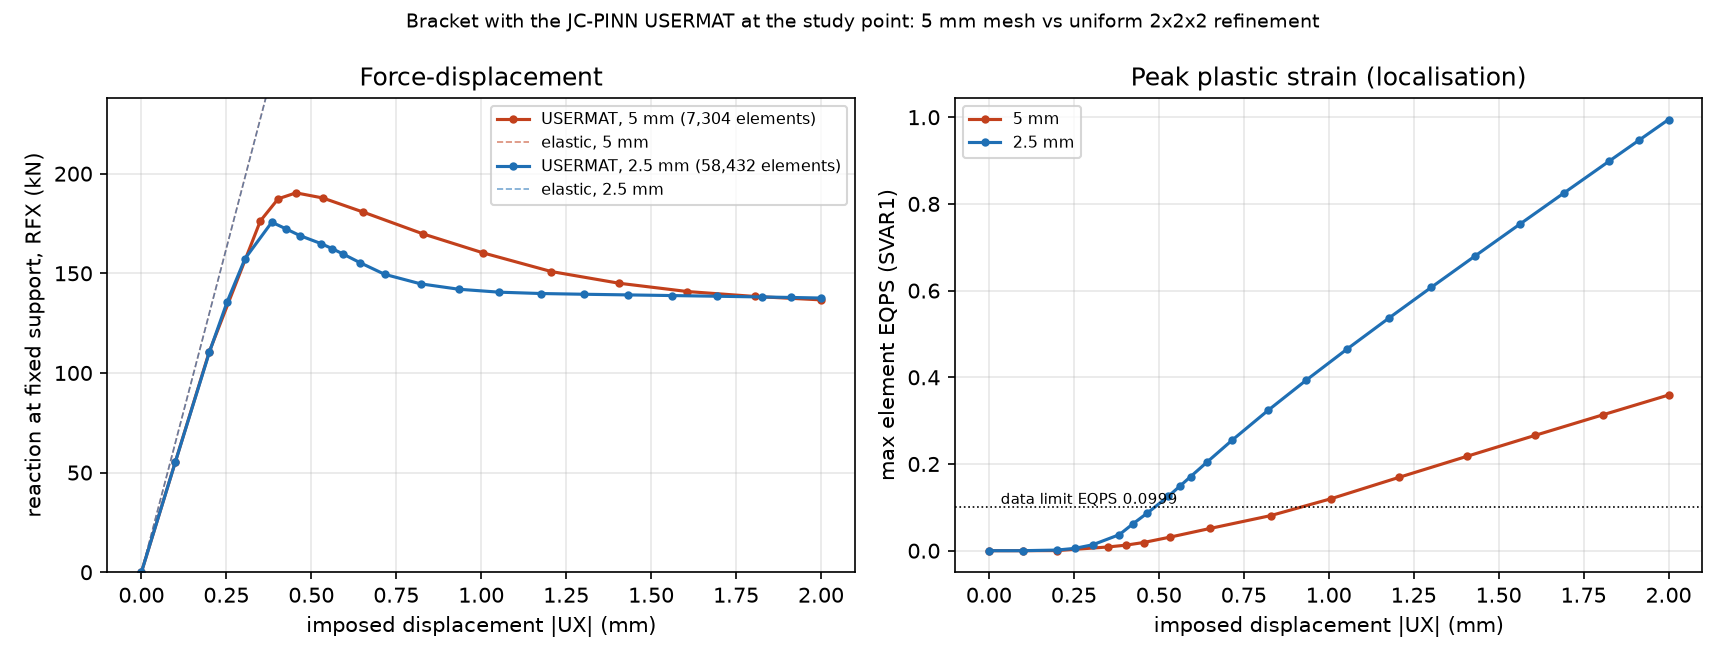 Bracket with the JC-PINN USERMAT at the study point: 5 mm mesh vs uniform 2x2x2 refinement
Force-displacement
reaction at fixed support, RFX (kN)
200
150
100
50
0
USERMAT, 5 mm (7,304 elements)
elastic, 5 mm
USERMAT, 2.5 mm (58,432 elements)
elastic, 2.5 mm
0.00 0.25 0.50 0.75 1.00 1.25 1.50 1.75 2.00
imposed displacement |UX| (mm)
Peak plastic strain (localisation)
max element EQPS (SVAR1)
1.0
0.8
0.6
0.4
0.2
0.0
5 mm
2.5 mm
data limit EQPS 0.0999
0.00 0.25 0.50 0.75 1.00 1.25 1.50 1.75 2.00
imposed displacement |UX| (mm)